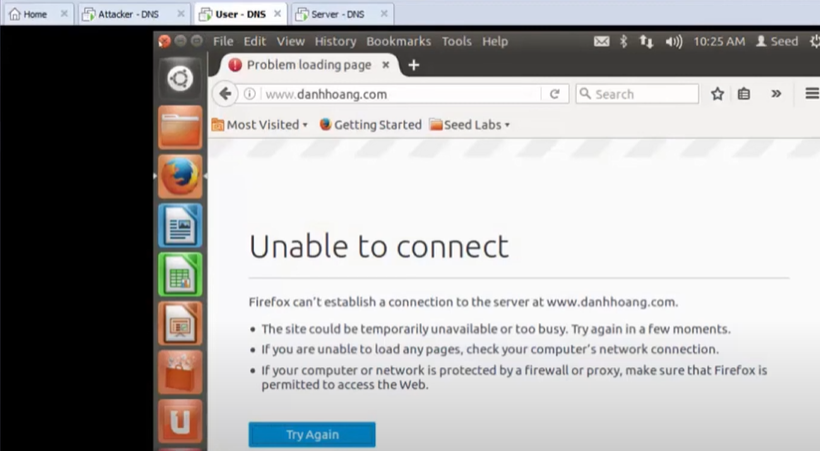 Home Attacker - DNS User - DNS Server - DNS
File Edit View History Bookmarks Tools Help 10:25 AM Seed
Problem loading page
www.danhhoang.com Search
Most Visited Getting Started Seed Labs
Unable to connect
Firefox can't establish a connection to the server at www.danhhoang.com.
• The site could be temporarily unavailable or too busy. Try again in a few moments.
• If you are unable to load any pages, check your computer's network connection.
• If your computer or network is protected by a firewall or proxy, make sure that Firefox is
permitted to access the Web.
Try Again